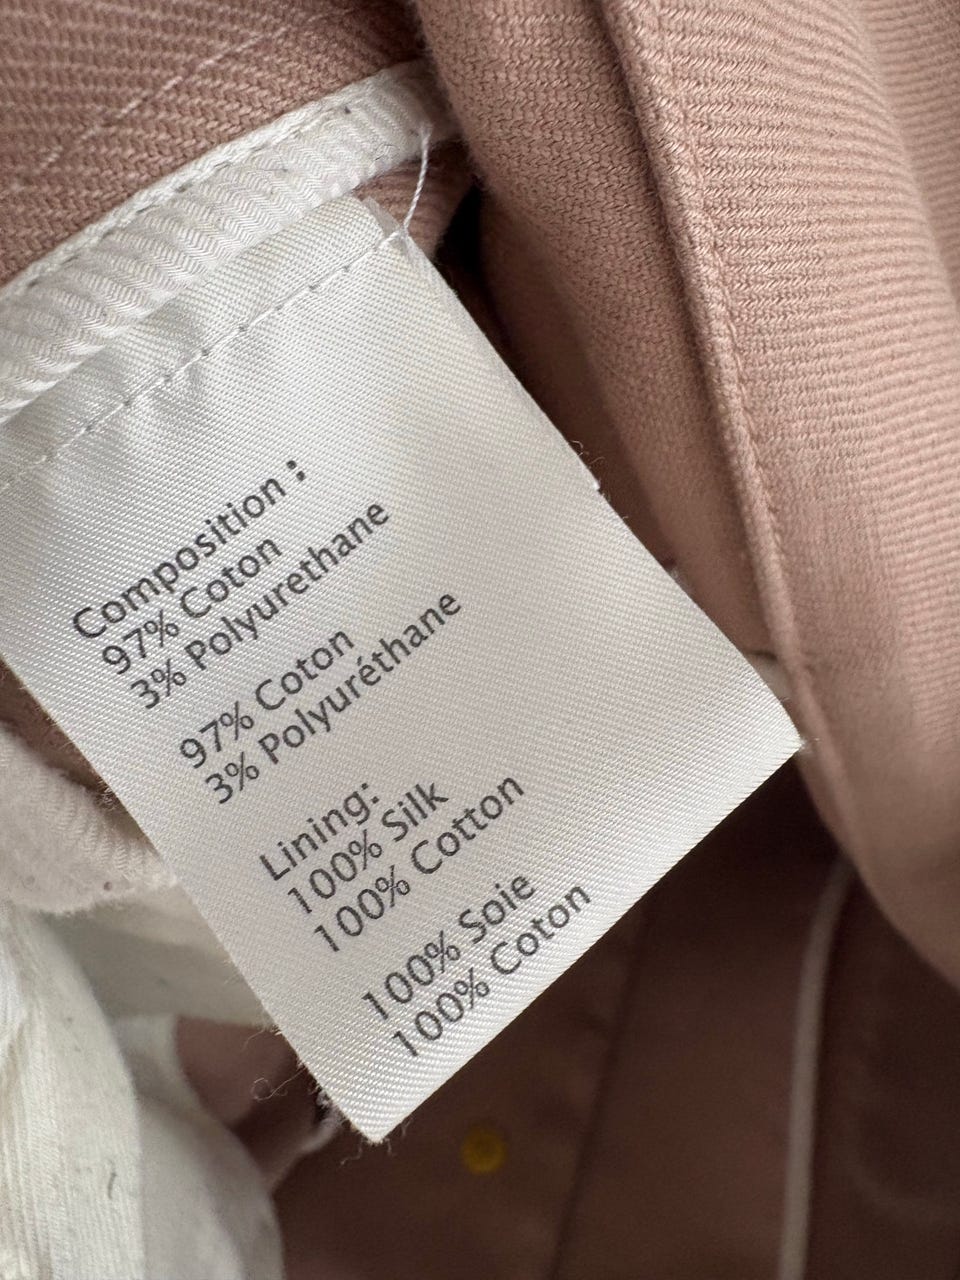 Composition :
97% Coton
3% Polyurethane
97% Coton
3% Polyuréthane
Lining:
100% Silk
100% Cotton
100% Soie
100% Coton